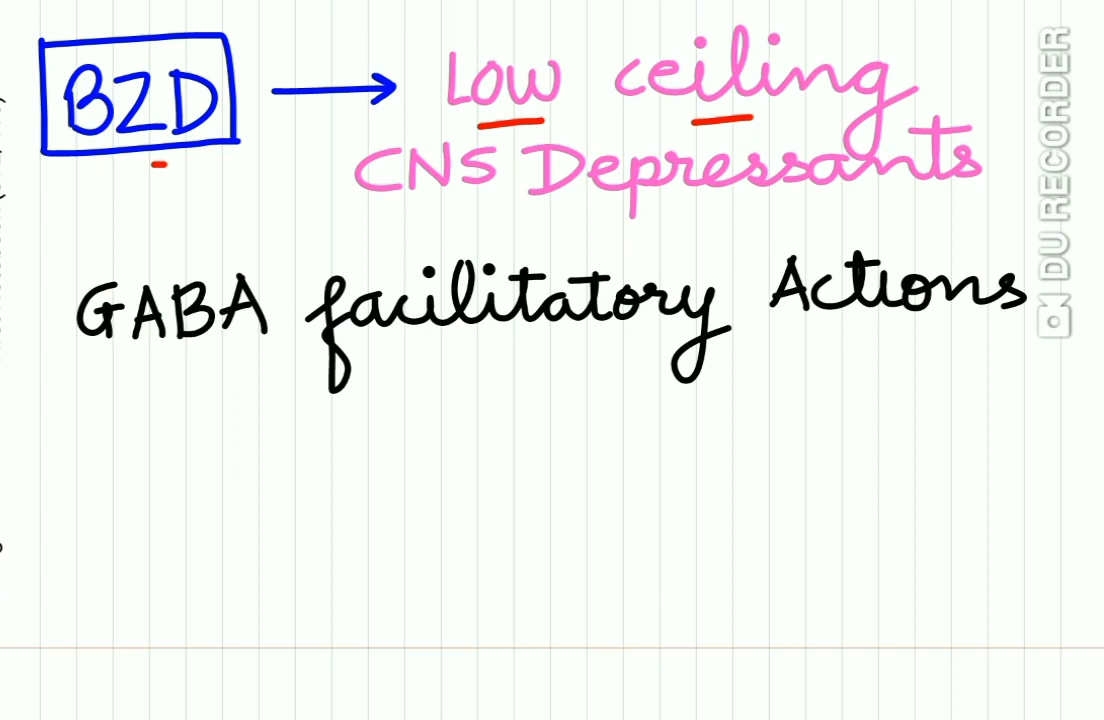 BZD → Low ceiling
CNS Depressants
GABA facilitatory Actions
DU RECORDER